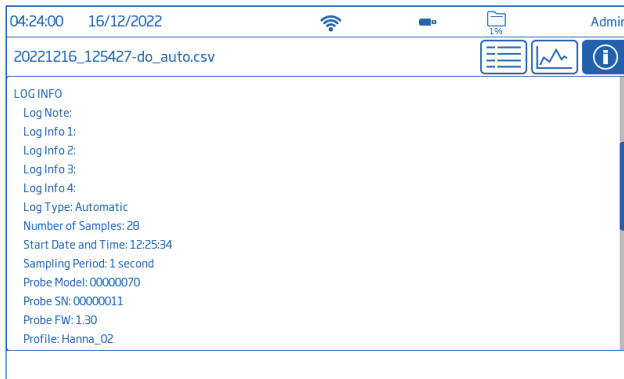 04:24:00 16/12/2022 1% Admin
20221216_125427-do_auto.csv
LOG INFO
Log Note:
Log Info 1:
Log Info 2:
Log Info 3:
Log Info 4:
Log Type: Automatic
Number of Samples: 28
Start Date and Time: 12:25:34
Sampling Period: 1 second
Probe Model: 00000070
Probe SN: 00000011
Probe FW: 1.30
Profile: Hanna_02